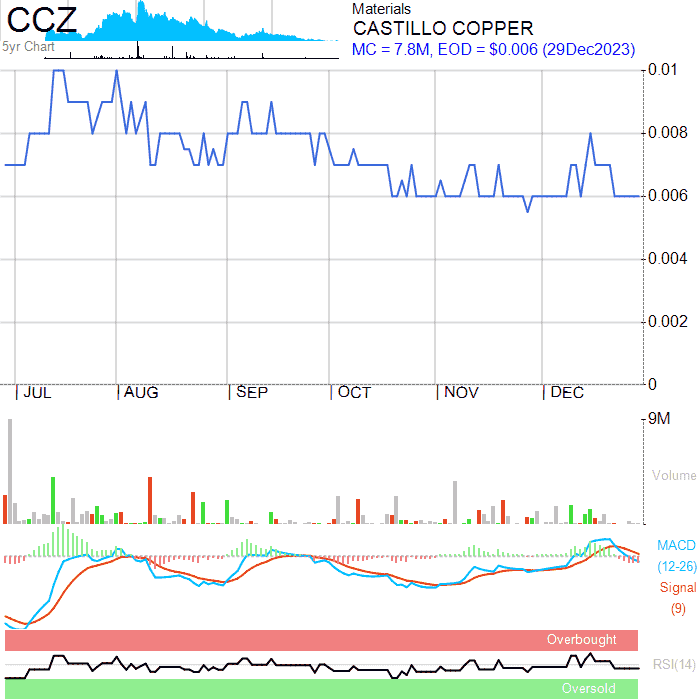 CCZ
5yr Chart
Materials
CASTILLO COPPER
MC = 7.8M, EOD = $0.006 (29Dec2023)
0.01
0.008
0.006
0.004
0.002
0
JUL AUG SEP OCT NOV DEC
9M
Volume
MACD
(12-26)
Signal
(9)
Overbought
RSI(14)
Oversold